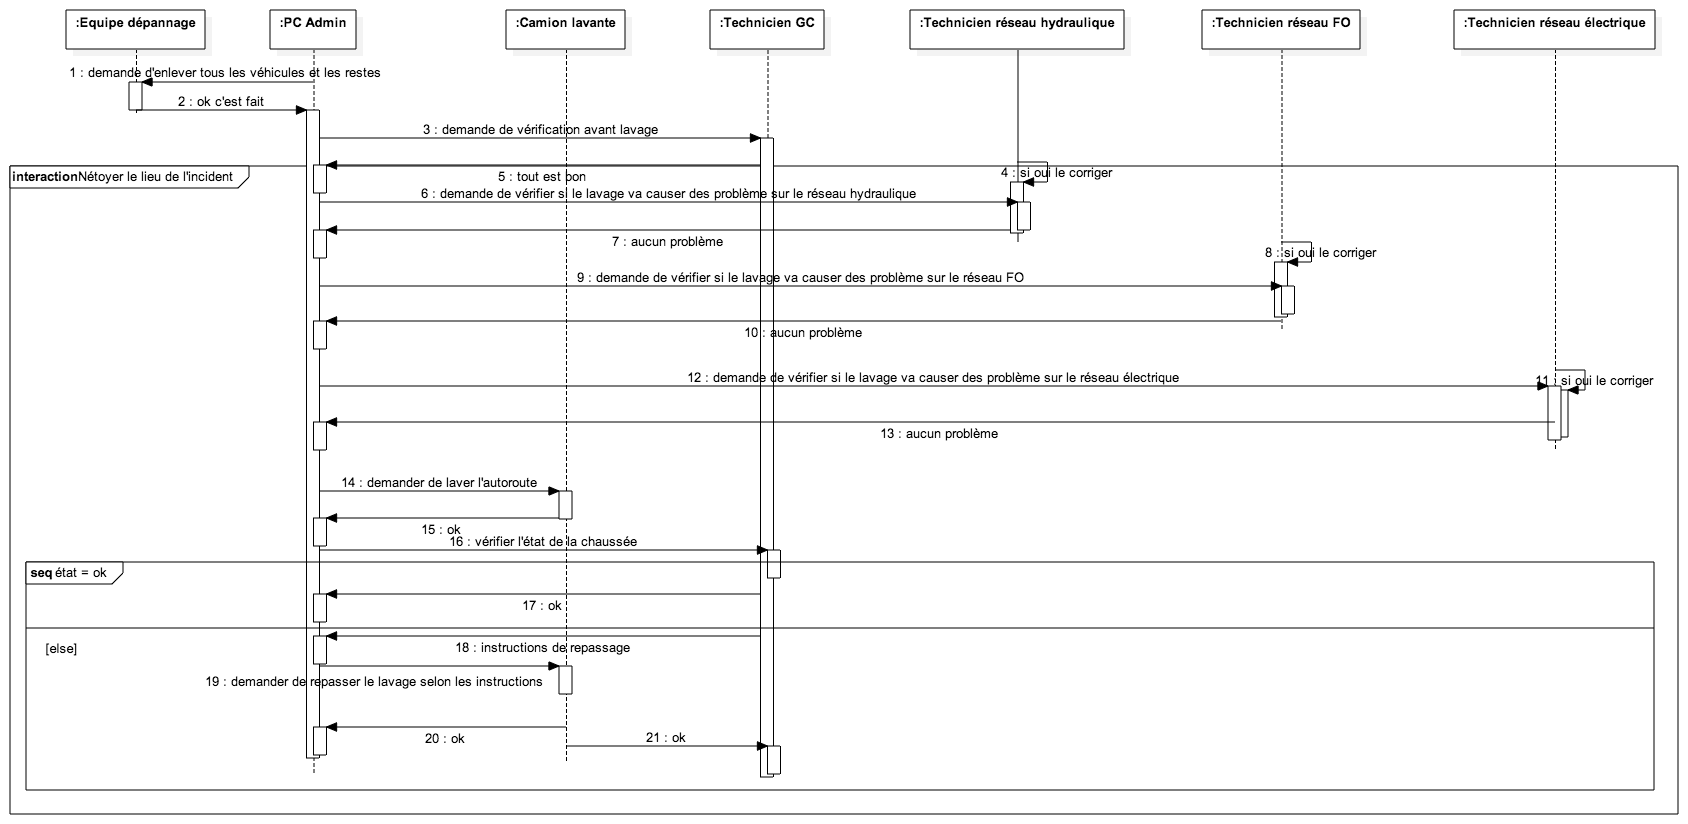 :Equipe dépannage
:PC Admin
:Camion lavante
:Technicien GC
:Technicien réseau hydraulique
:Technicien réseau FO
:Technicien réseau électrique
1 : demande d'enlever tous les véhicules et les restes
2 : ok c'est fait
3 : demande de vérification avant lavage
interaction Nétoyer le lieu de l'incident
4 : si oui le corriger
5 : tout est bon
6 : demande de vérifier si le lavage va causer des problème sur le réseau hydraulique
7 : aucun problème
8 : si oui le corriger
9 : demande de vérifier si le lavage va causer des problème sur le réseau FO
10 : aucun problème
12 : demande de vérifier si le lavage va causer des problème sur le réseau électrique
11 : si oui le corriger
13 : aucun problème
14 : demander de laver l'autoroute
15 : ok
16 : vérifier l'état de la chaussée
seq état = ok
17 : ok
[else]
18 : instructions de repassage
19 : demander de repasser le lavage selon les instructions
20 : ok
21 : ok